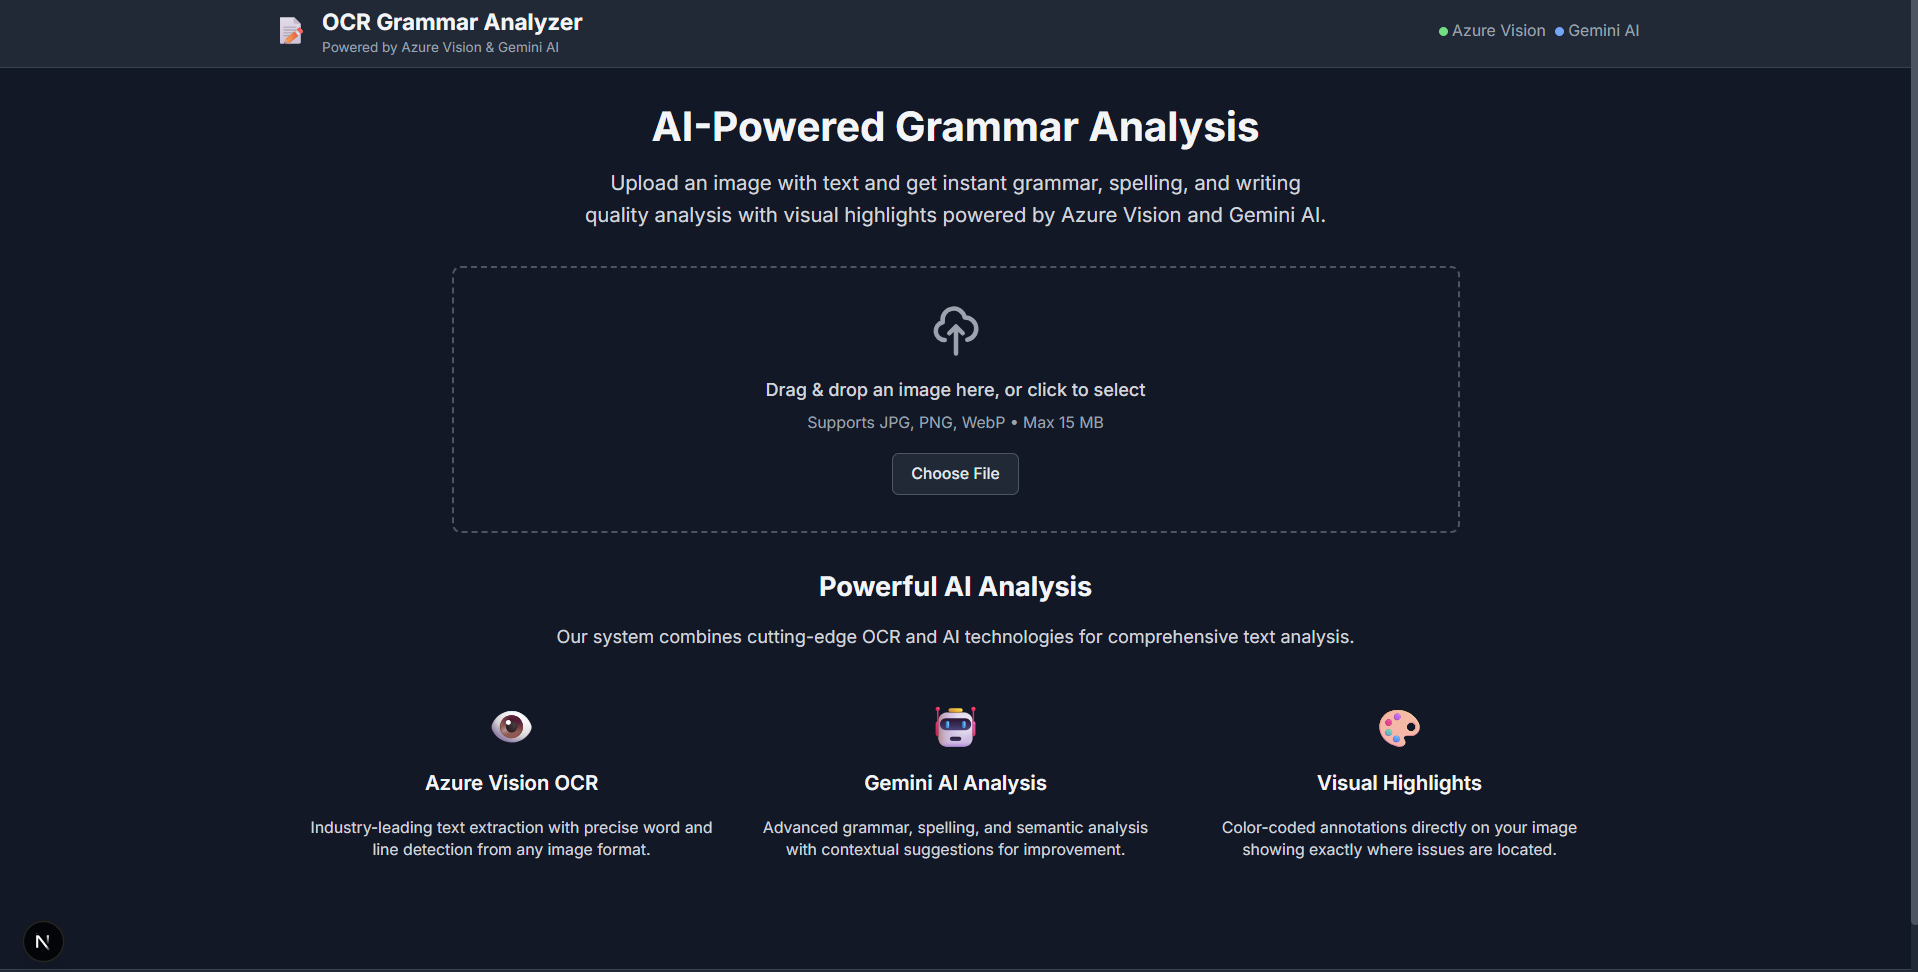 OCR Grammar Analyzer
Powered by Azure Vision & Gemini AI
Azure Vision Gemini AI
AI-Powered Grammar Analysis
Upload an image with text and get instant grammar, spelling, and writing
quality analysis with visual highlights powered by Azure Vision and Gemini AI.
Drag & drop an image here, or click to select
Supports JPG, PNG, WebP • Max 15 MB
Choose File
Powerful AI Analysis
Our system combines cutting-edge OCR and AI technologies for comprehensive text analysis.
Azure Vision OCR
Industry-leading text extraction with precise word and
line detection from any image format.
Gemini AI Analysis
Advanced grammar, spelling, and semantic analysis
with contextual suggestions for improvement.
Visual Highlights
Color-coded annotations directly on your image
showing exactly where issues are located.
N